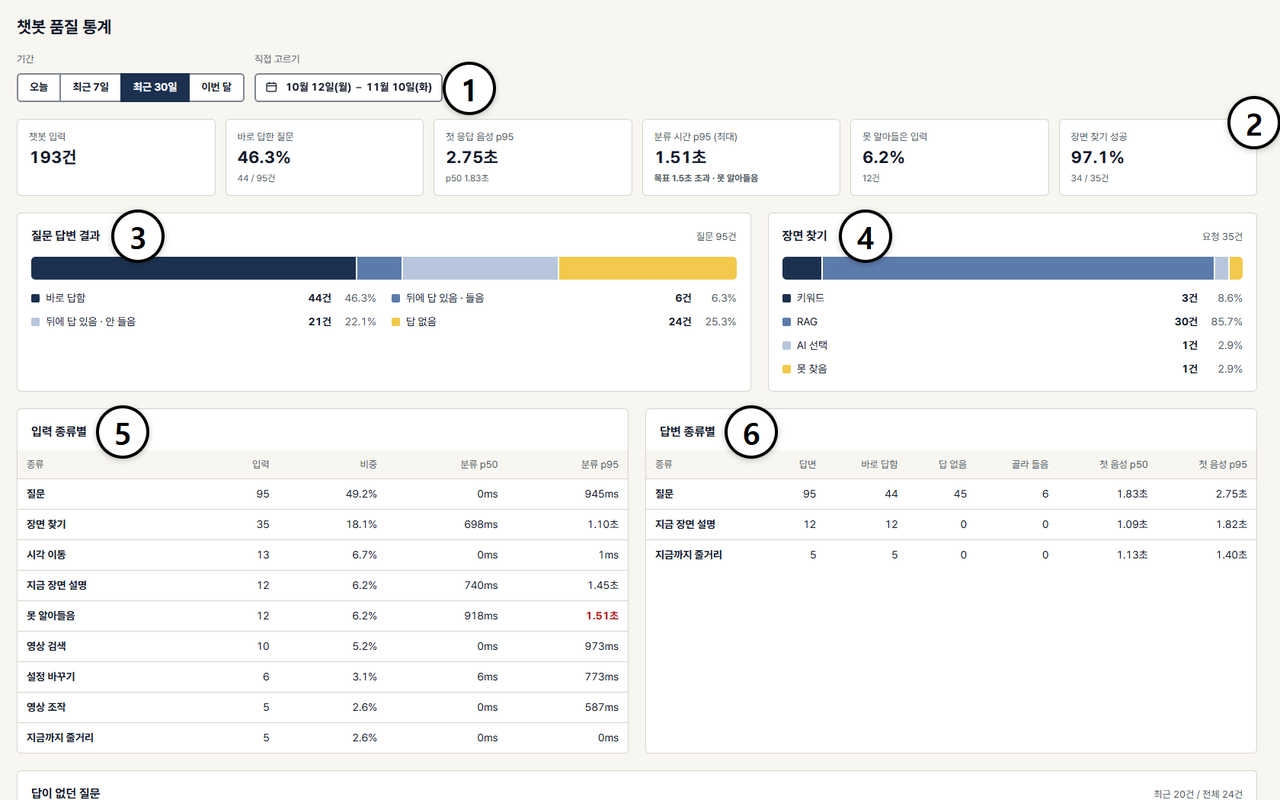 챗봇 품질 통계
기간
직접 고르기
오늘
최근 7일
최근 30일
이번 달
10월 12일(월) – 11월 10일(화)
1
2
챗봇 입력
193건
바로 답한 질문
46.3%
44 / 95건
첫 응답 음성 p95
2.75초
p50 1.83초
분류 시간 p95 (최대)
1.51초
목표 1.5초 초과 · 못 알아들음
못 알아들은 입력
6.2%
12건
장면 찾기 성공
97.1%
34 / 35건
질문 답변 결과 3 질문 95건
바로 답함 44건 46.3% 뒤에 답 있음 · 들음 6건 6.3%
뒤에 답 있음 · 안 들음 21건 22.1% 답 없음 24건 25.3%
장면 찾기 4 요청 35건
키워드 3건 8.6%
RAG 30건 85.7%
AI 선택 1건 2.9%
못 찾음 1건 2.9%
입력 종류별 5
종류 입력 비중 분류 p50 분류 p95
질문 95 49.2% 0ms 945ms
장면 찾기 35 18.1% 698ms 1.10초
시각 이동 13 6.7% 0ms 1ms
지금 장면 설명 12 6.2% 740ms 1.45초
못 알아들음 12 6.2% 918ms 1.51초
영상 검색 10 5.2% 0ms 973ms
설정 바꾸기 6 3.1% 6ms 773ms
영상 조작 5 2.6% 0ms 587ms
지금까지 줄거리 5 2.6% 0ms 0ms
답변 종류별 6
종류 답변 바로 답함 답 없음 골라 들음 첫 음성 p50 첫 음성 p95
질문 95 44 45 6 1.83초 2.75초
지금 장면 설명 12 12 0 0 1.09초 1.82초
지금까지 줄거리 5 5 0 0 1.13초 1.40초
답이 없던 질문 최근 20건 / 전체 24건